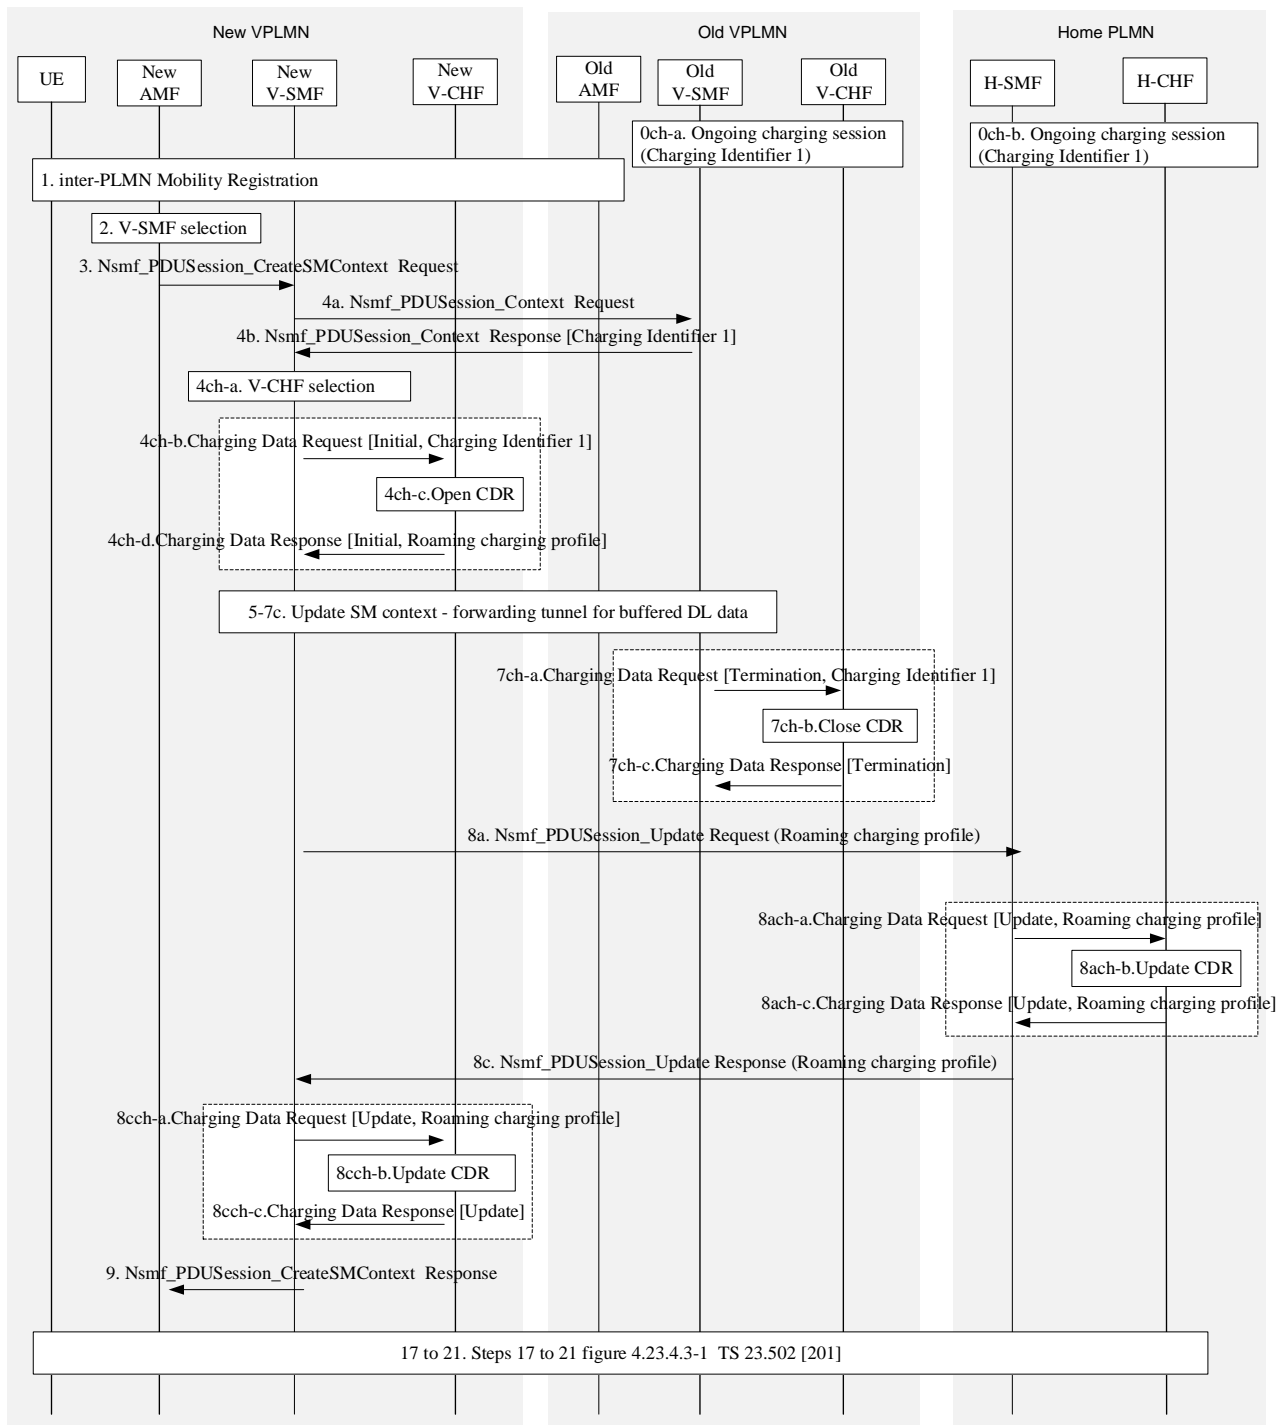 New VPLMN
Old VPLMN
Home PLMN
UE
New
AMF
New
V-SMF
New
V-CHF
Old
AMF
Old
V-SMF
Old
V-CHF
H-SMF
H-CHF
0ch-a. Ongoing charging session
(Charging Identifier 1)
0ch-b. Ongoing charging session
(Charging Identifier 1)
1. inter-PLMN Mobility Registration
2. V-SMF selection
3. Nsmf_PDUSession_CreateSMContext Request
4a. Nsmf_PDUSession_Context Request
4b. Nsmf_PDUSession_Context Response [Charging Identifier 1]
4ch-a. V-CHF selection
4ch-b.Charging Data Request [Initial, Charging Identifier 1]
4ch-c.Open CDR
4ch-d.Charging Data Response [Initial, Roaming charging profile]
5-7c. Update SM context - forwarding tunnel for buffered DL data
7ch-a.Charging Data Request [Termination, Charging Identifier 1]
7ch-b.Close CDR
7ch-c.Charging Data Response [Termination]
8a. Nsmf_PDUSession_Update Request (Roaming charging profile)
8ach-a.Charging Data Request [Update, Roaming charging profile]
8ach-b.Update CDR
8ach-c.Charging Data Response [Update, Roaming charging profile]
8c. Nsmf_PDUSession_Update Response (Roaming charging profile)
8cch-a.Charging Data Request [Update, Roaming charging profile]
8cch-b.Update CDR
8cch-c.Charging Data Response [Update]
9. Nsmf_PDUSession_CreateSMContext Response
17 to 21. Steps 17 to 21 figure 4.23.4.3-1 TS 23.502 [201]